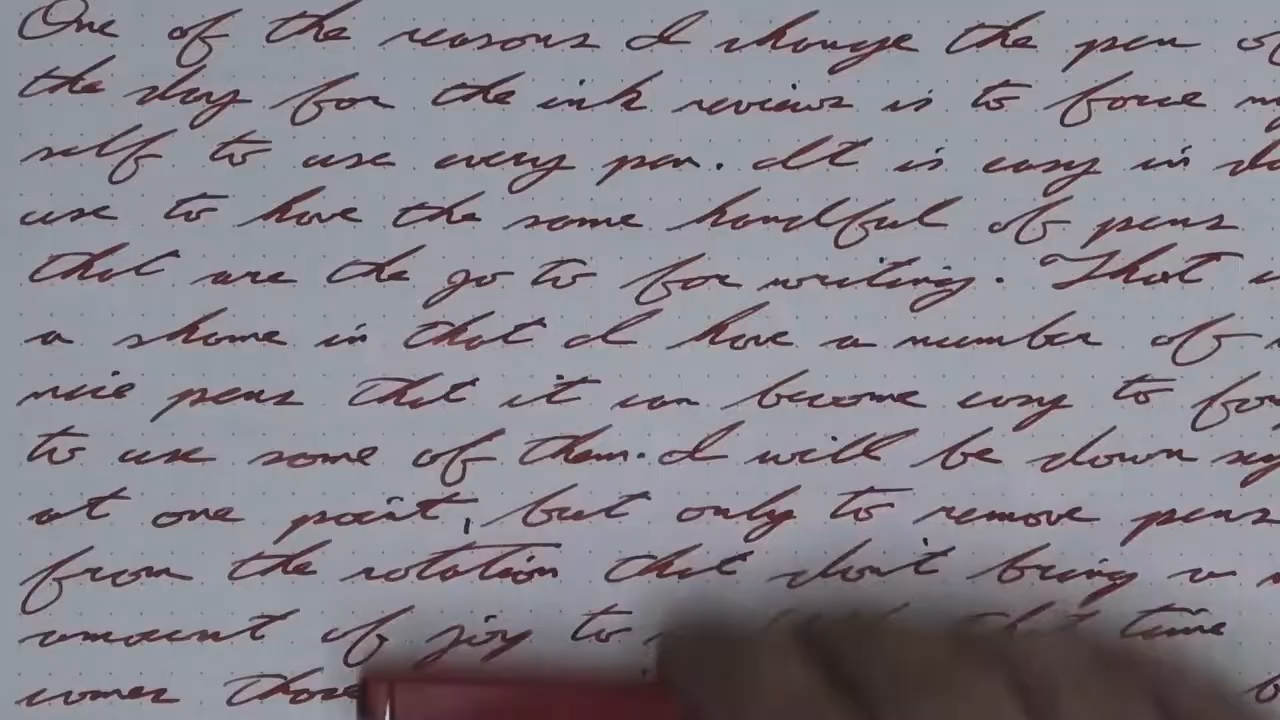 One of the reasons I change the pen of
the day for the ink reviews is to force my
self to use every pen. It is easy in
use to have the same handful of pens
that are the go to for writing. That
a shame in that I have a number of
nice pens that it can become easy to
to use some of them. I will be down
at one point, but only to remove pens
from the rotation that don't bring a
amount of joy to time
comes those